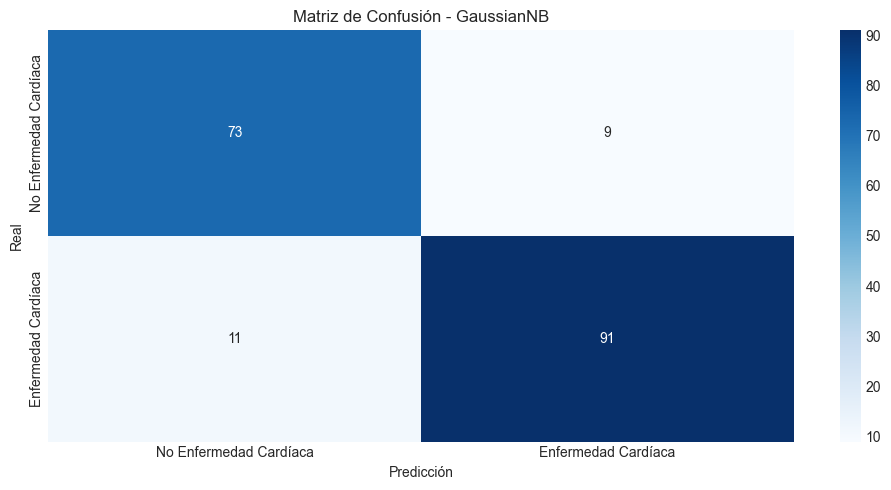 Matriz de Confusión - GaussianNB
Real
No Enfermedad Cardíaca
Enfermedad Cardíaca
73
9
11
91
No Enfermedad Cardíaca
Enfermedad Cardíaca
Predicción
90
80
70
60
50
40
30
20
10